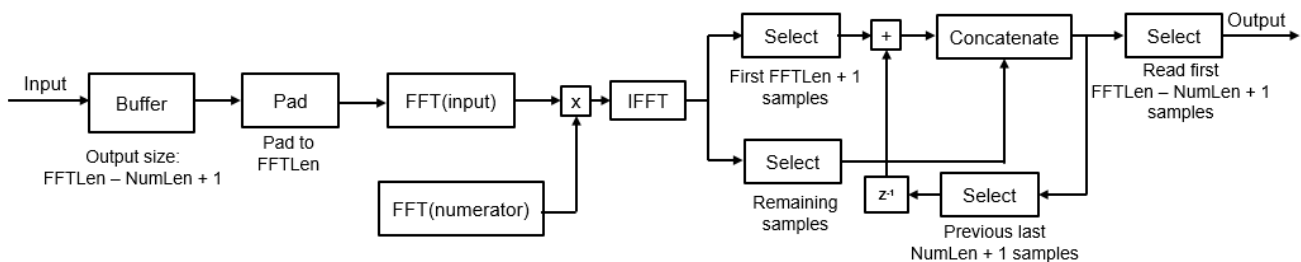 Input
Buffer
Output size:
FFTLen – NumLen + 1
Pad
Pad to
FFTLen
FFT(input)
FFT(numerator)
x
IFFT
Select
First FFTLen + 1
samples
Select
Remaining
samples
+
z-1
Concatenate
Select
Previous last
NumLen + 1 samples
Select
Read first
FFTLen – NumLen + 1
samples
Output